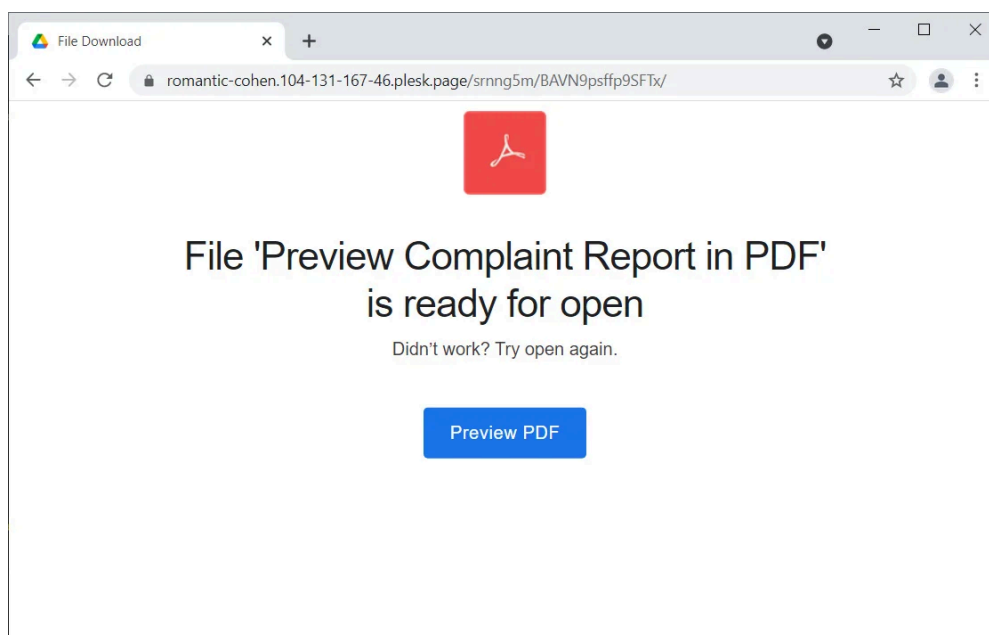 File Download
romantic-cohen.104-131-167-46.plesk.page/srnng5m/BAVN9psffp9SFTx/
File 'Preview Complaint Report in PDF'
is ready for open
Didn't work? Try open again.
Preview PDF